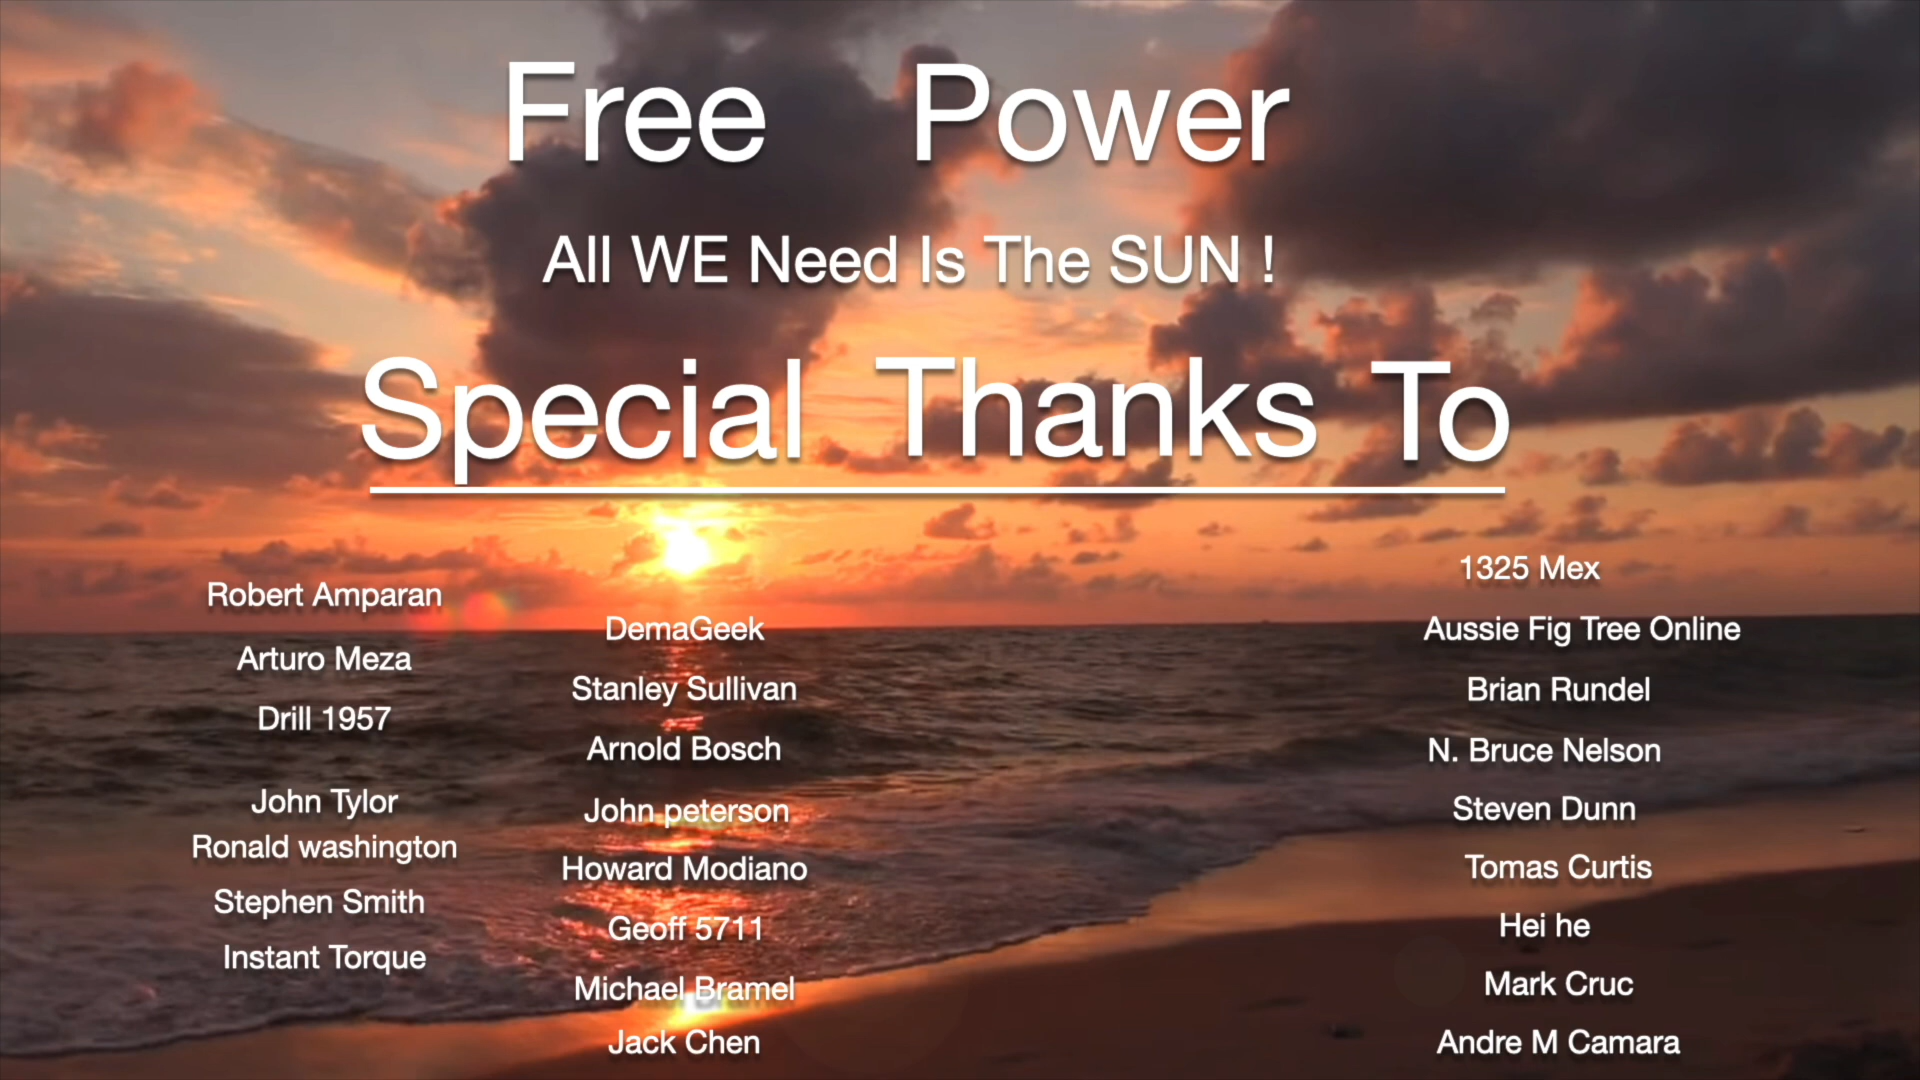 Free Power
All WE Need Is The SUN !
Special Thanks To
Robert Amparan
Arturo Meza
Drill 1957
John Tylor
Ronald washington
Stephen Smith
Instant Torque
DemaGeek
Stanley Sullivan
Arnold Bosch
John peterson
Howard Modiano
Geoff 5711
Michael Bramel
Jack Chen
1325 Mex
Aussie Fig Tree Online
Brian Rundel
N. Bruce Nelson
Steven Dunn
Tomas Curtis
Hei he
Mark Cruc
Andre M Camara